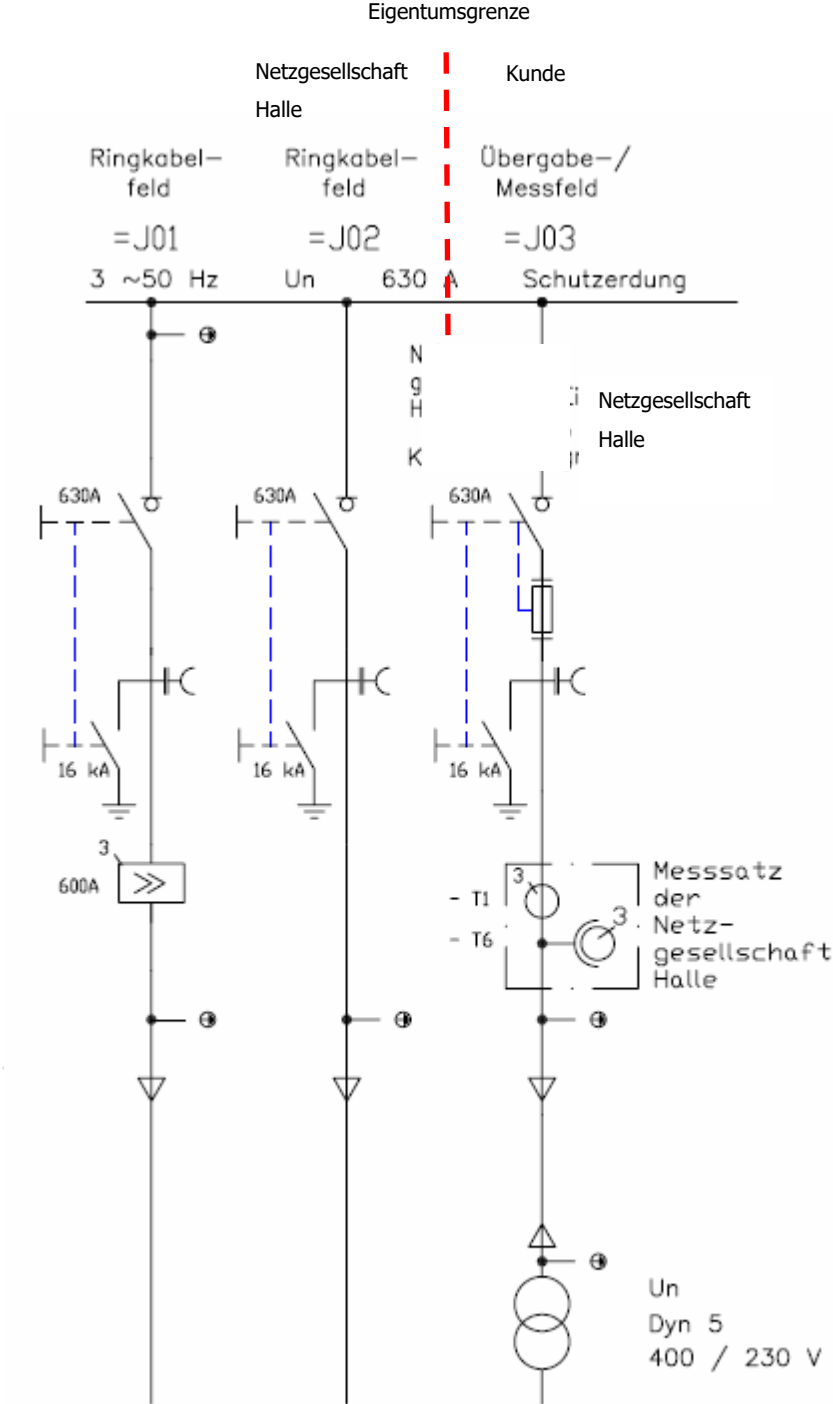 Eigentumsgrenze
Netzgesellschaft
Halle
Kunde
Ringkabel–
feld
Ringkabel–
feld
Übergabe–/
Messfeld
=J01
=J02
=J03
3 ~50 Hz
Un
630 A
Schutzerdung
N
g
H
K
Netzgesellschaft
Halle
630A
630A
630A
16 kA
16 kA
16 kA
3
600A
3
- T1
3
- T6
Messsatz
der
Netz–
gesellschaft
Halle
Un
Dyn 5
400 / 230 V